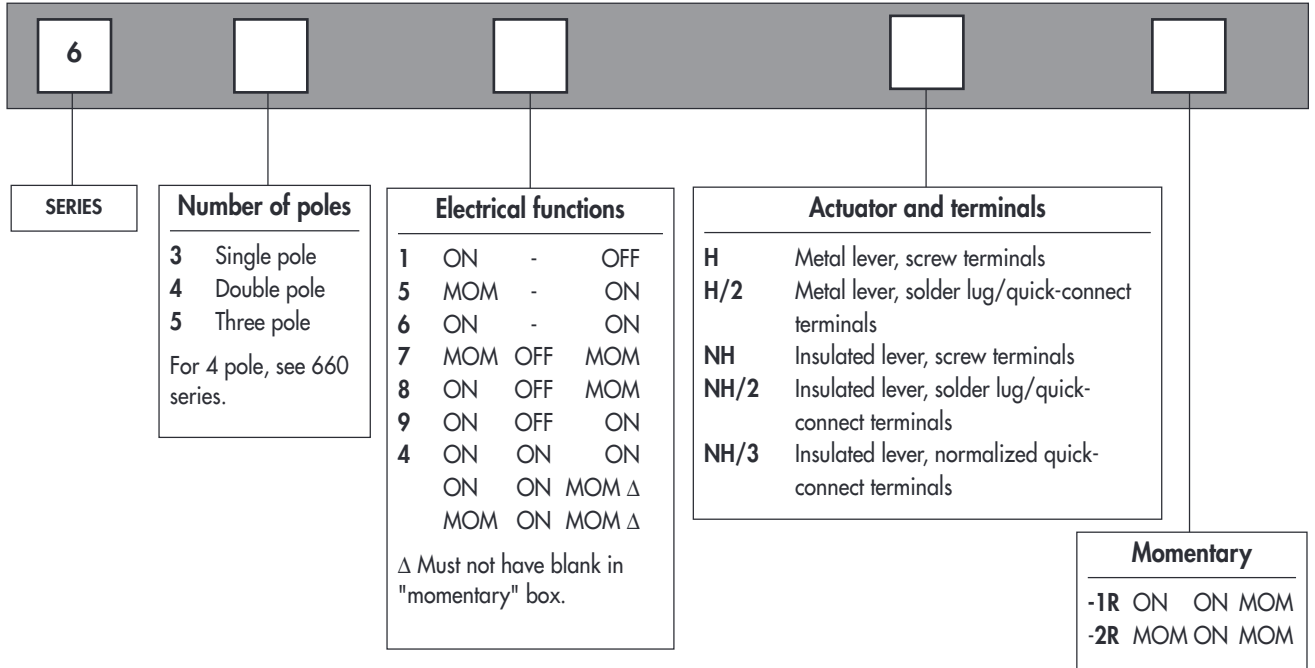 6
SERIES
Number of poles
3 Single pole
4 Double pole
5 Three pole
For 4 pole, see 660
series.
Electrical functions
1 ON - OFF
5 MOM - ON
6 ON - ON
7 MOM OFF MOM
8 ON OFF MOM
9 ON OFF ON
4 ON ON ON
ON ON MOM Δ
MOM ON MOM Δ
Δ Must not have blank in
"momentary" box.
Actuator and terminals
H Metal lever, screw terminals
H/2 Metal lever, solder lug/quick-connect
terminals
NH Insulated lever, screw terminals
NH/2 Insulated lever, solder lug/quick-
connect terminals
NH/3 Insulated lever, normalized quick-
connect terminals
Momentary
-1R ON ON MOM
-2R MOM ON MOM